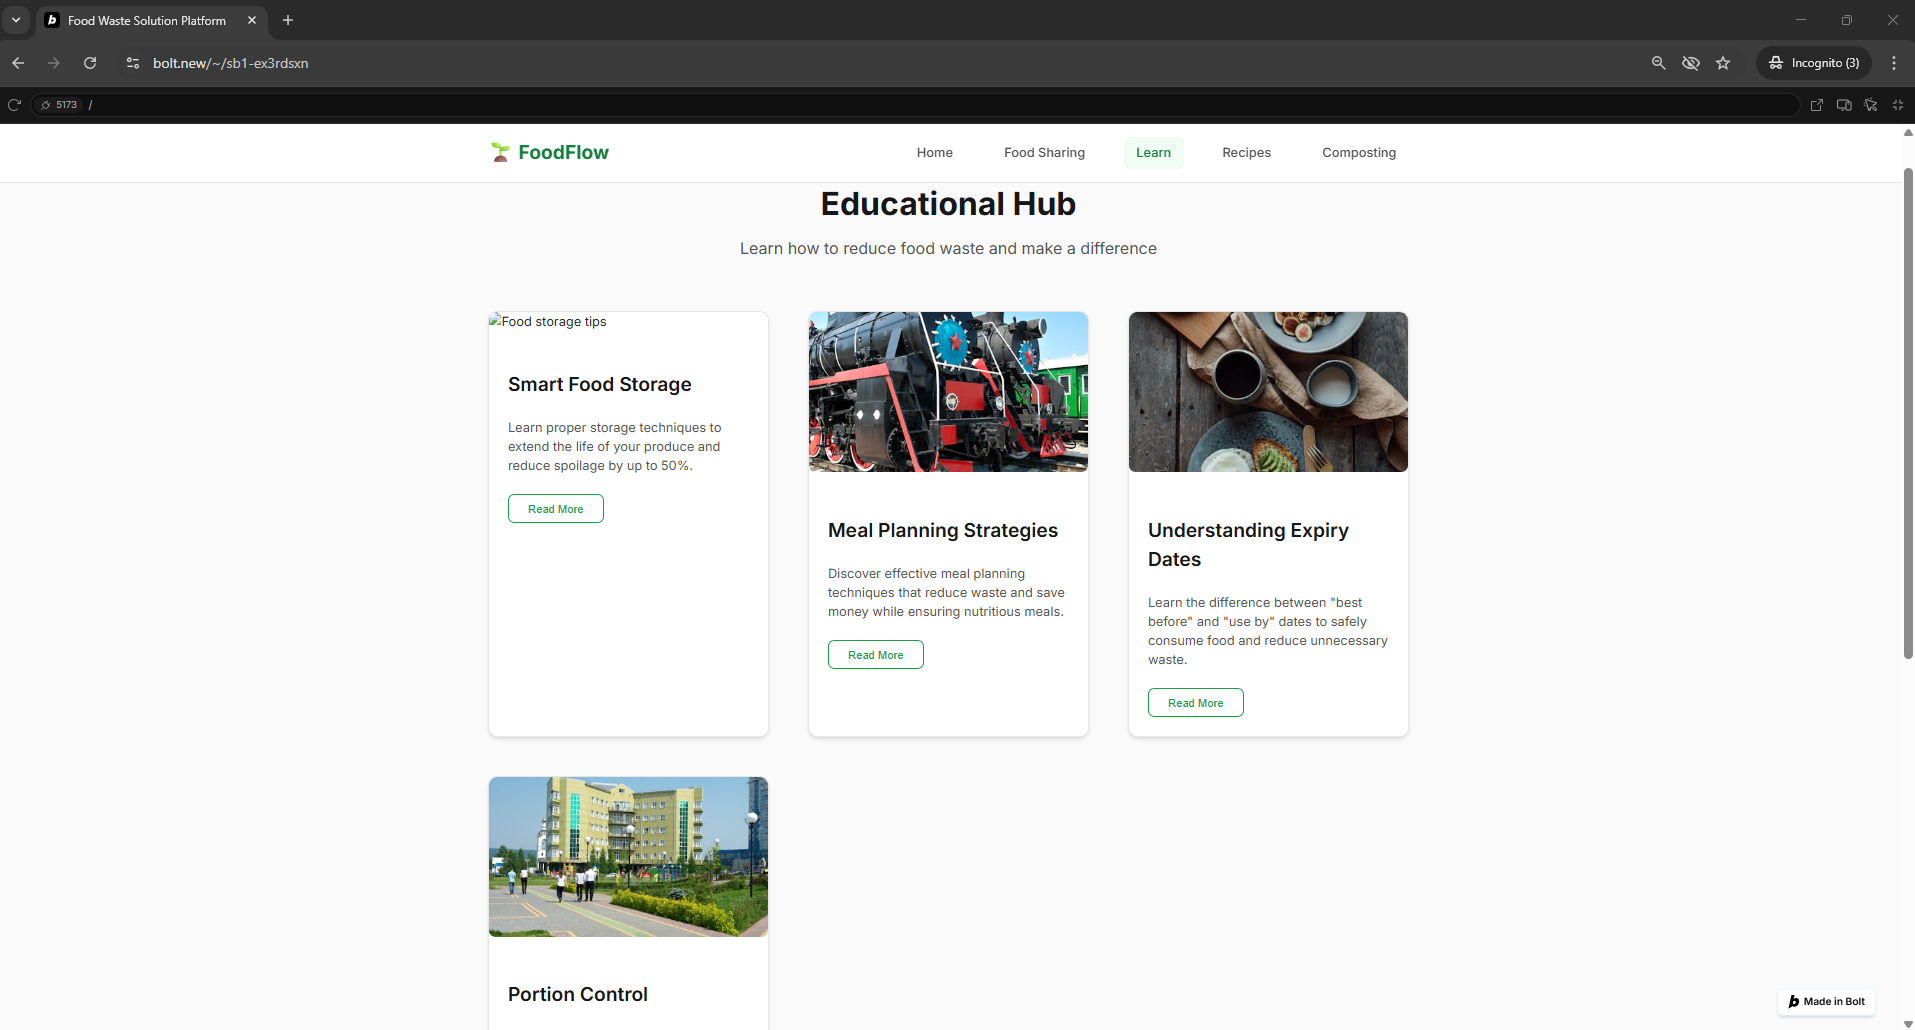 Food Waste Solution Platform
bolt.new/~/sb1-ex3rdsxn
Incognito (3)
5173 /
FoodFlow
Home
Food Sharing
Learn
Recipes
Composting
Educational Hub
Learn how to reduce food waste and make a difference
Food storage tips
Smart Food Storage
Learn proper storage techniques to
extend the life of your produce and
reduce spoilage by up to 50%.
Read More
Meal Planning Strategies
Discover effective meal planning
techniques that reduce waste and save
money while ensuring nutritious meals.
Read More
Understanding Expiry
Dates
Learn the difference between "best
before" and "use by" dates to safely
consume food and reduce unnecessary
waste.
Read More
Portion Control
b Made in Bolt